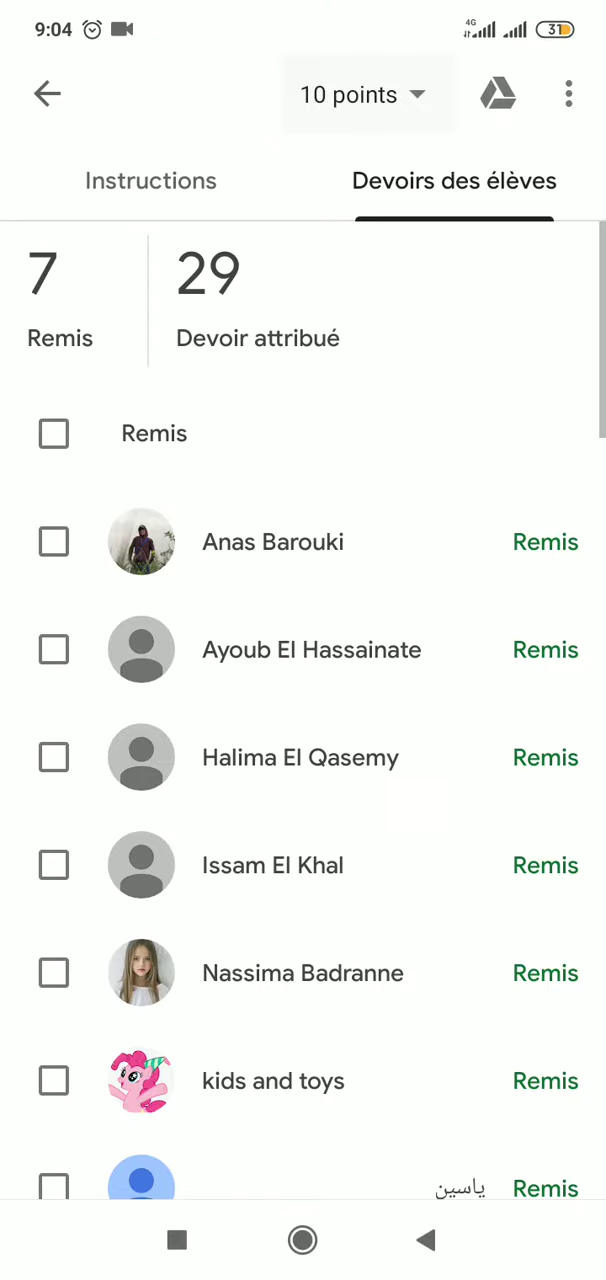 9:04 4G 31
10 points
Instructions Devoirs des élèves
7 29
Remis Devoir attribué
Remis
Anas Barouki Remis
Ayoub El Hassainate Remis
Halima El Qasemy Remis
Issam El Khal Remis
Nassima Badranne Remis
kids and toys Remis
ياسين Remis